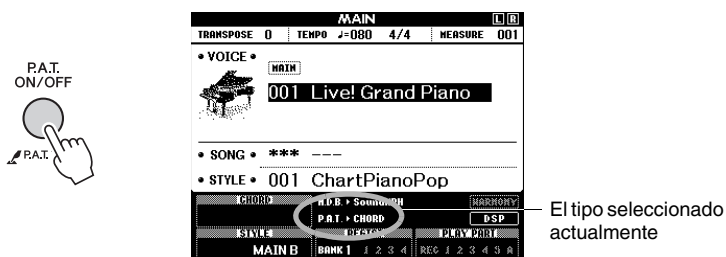 P.A.T.
ON/OFF
P.A.T.
MAIN
L R
TRANSPOSE 0 TEMPO ♩=080 4/4 MEASURE 001
• VOICE •
MAIN
001 Live! Grand Piano
• SONG • *** ---
• STYLE • 001 ChartPianoPop
CHORD
M.D.B. ▸ HARMONY
P.A.T. ▸ CHORD DSP
STYLE REGIST PLAY PART
MAIN B BANK 1 1 2 3 4 REG 1 2 3 4 5 A
El tipo seleccionado
actualmente